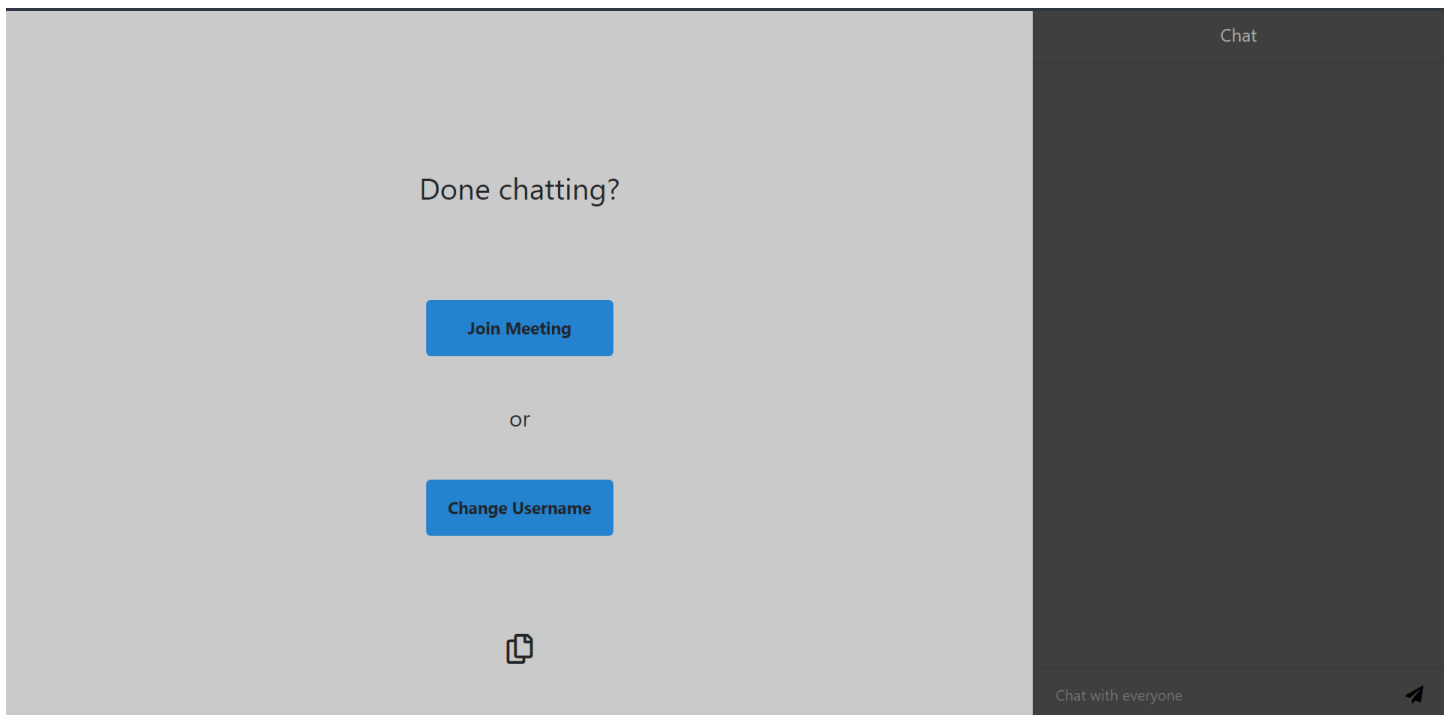 Chat
Done chatting?
Join Meeting
or
Change Username
Chat with everyone